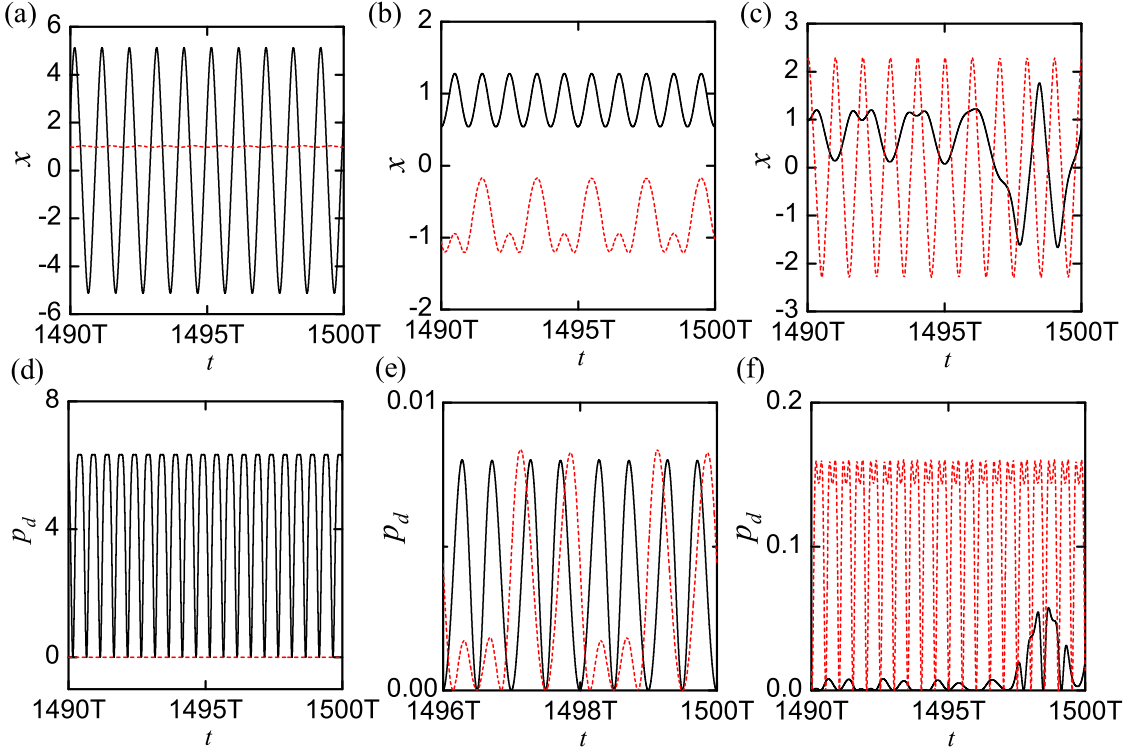 (a)
6
4
2
0
-2
-4
-6
x
1490T
1495T
1500T
t
(b)
2
1
0
-1
-2
x
1490T
1495T
1500T
t
(c)
3
2
1
0
-1
-2
-3
x
1490T
1495T
1500T
t
(d)
8
4
0
p_d
1490T
1495T
1500T
t
(e)
0.01
0.00
p_d
1496T
1498T
1500T
t
(f)
0.2
0.1
0.0
p_d
1490T
1495T
1500T
t